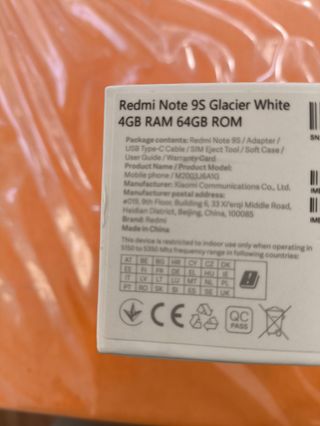 Redmi Note 9S Glacier White
4GB RAM 64GB ROM
Package contents: Redmi Note 9S / Adapter /
USB Type-C Cable / SIM Eject Tool / Soft Case /
User Guide / Warranty Card
Product Name / Product Model:
Mobile phone / M2003J6A1G
Manufacturer: Xiaomi Communications Co., Ltd.
Manufacturer Postal Address:
#019, 9th Floor, Building 6, 33 Xi'erqi Middle Road,
Haidian District, Beijing, China, 100085
Brand: Redmi
Made in China
This device is restricted to indoor use only when operating in
5150 to 5350 Mhz frequency range in following countries:
AT BE BG HR CY CZ DK
EE FI FR DE EL HU IE
IT LV LT LU MT NL PL
PT RO SK SI ES SE UK
CE
QC
PASS
SN
IME
IME